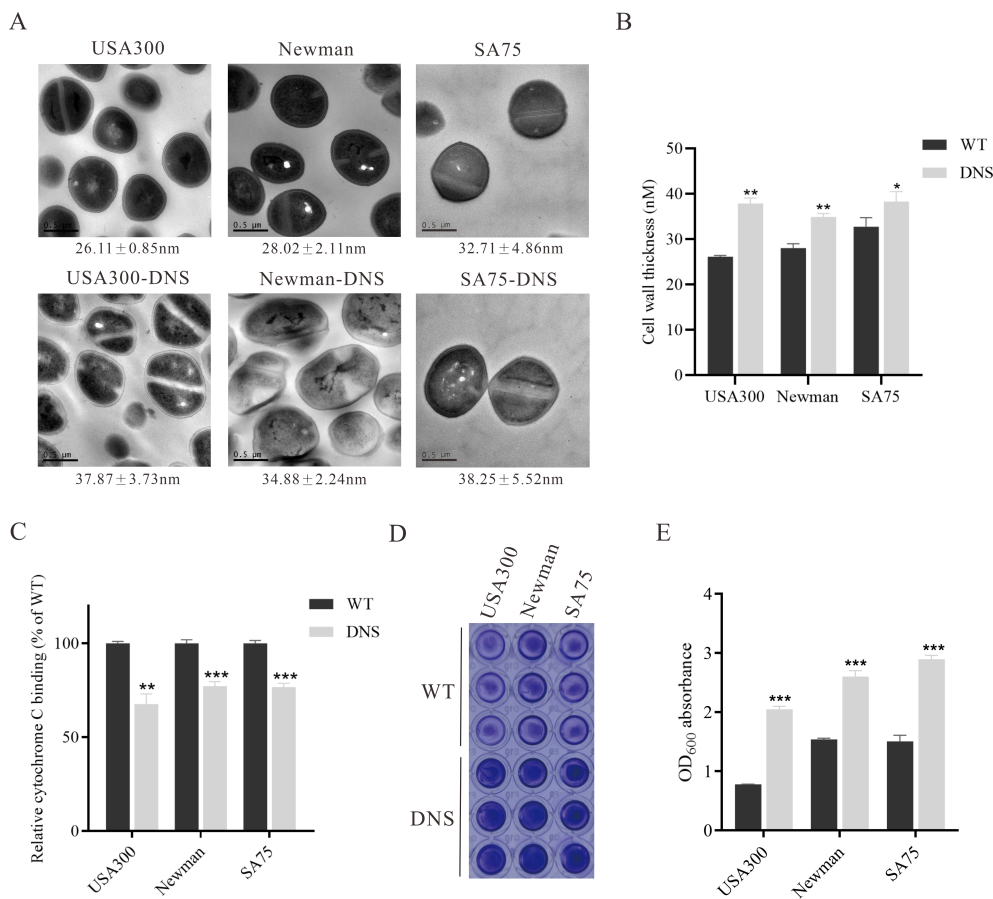 A
USA300 Newman SA75
0.5 μm 0.5 μm 0.5 μm
26.11±0.85nm 28.02±2.11nm 32.71±4.86nm
USA300-DNS Newman-DNS SA75-DNS
0.5 μm 0.5 μm 0.5 μm
37.87±3.73nm 34.88±2.24nm 38.25±5.52nm
B
Cell wall thickness (nM)
50
40
30
20
10
0
** ** *
USA300 Newman SA75
WT
DNS
C
Relative cytochrome C binding (% of WT)
100
50
0
** *** ***
USA300 Newman SA75
WT
DNS
D
USA300 Newman SA75
WT
DNS
E
OD600 absorbance
4
3
2
1
0
*** *** ***
USA300 Newman SA75